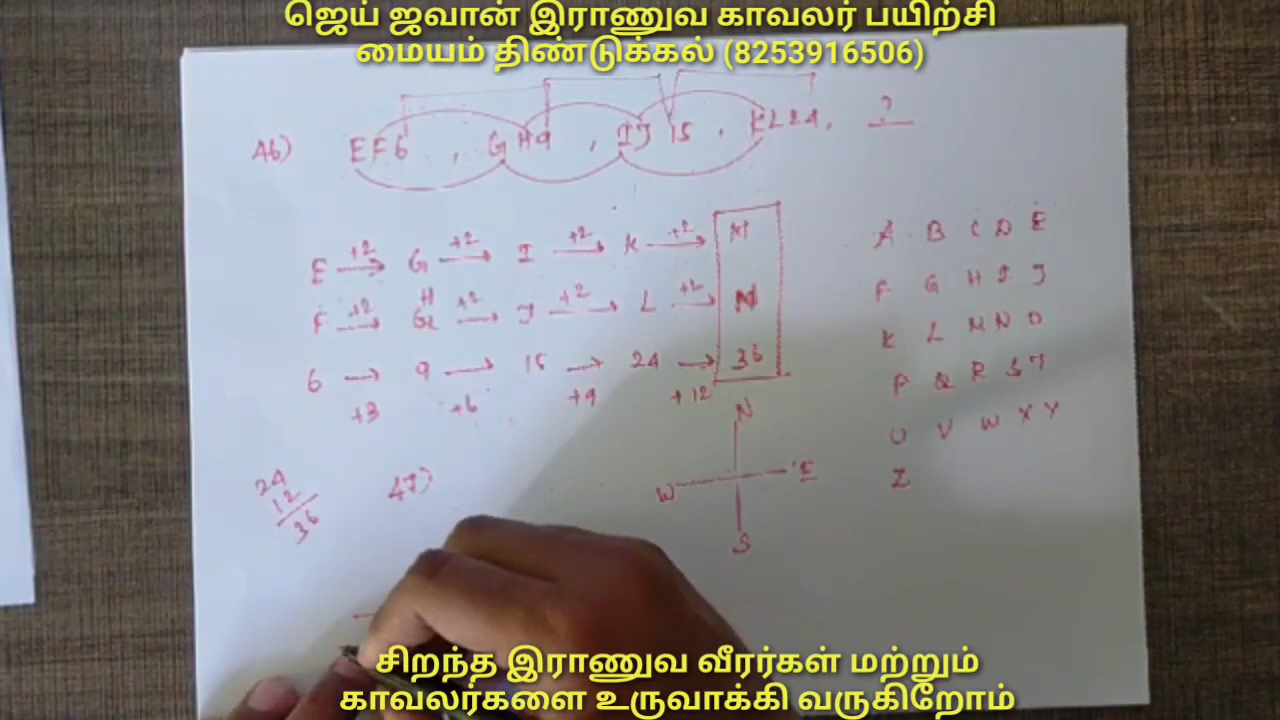 ஜெய் ஜவான் இராணுவ காவலர் பயிற்சி
மையம் திண்டுக்கல் (8253916506)
46) EF6 , GH9 , IJ 15 , KL24, ?
E +2 → G +2 → I +2 → K +2 → M
F +2 → H +2 → J +2 → L +2 → N
6 → 9 → 15 → 24 → 36
+3 +6 +9 +12
A B C D E
F G H I J
K L M N O
P Q R S T
U V W X Y
Z
24
12
36
47)
N
W E
S
சிறந்த இராணுவ வீரர்கள் மற்றும்
காவலர்களை உருவாக்கி வருகிறோம்